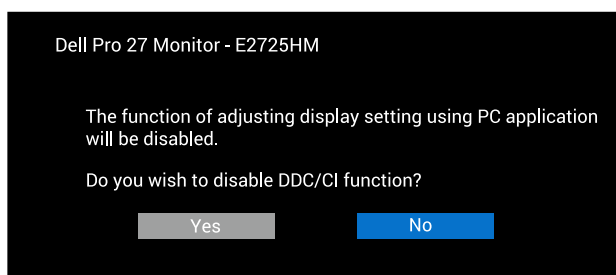 Dell Pro 27 Monitor - E2725HM
The function of adjusting display setting using PC application
will be disabled.
Do you wish to disable DDC/CI function?
Yes No